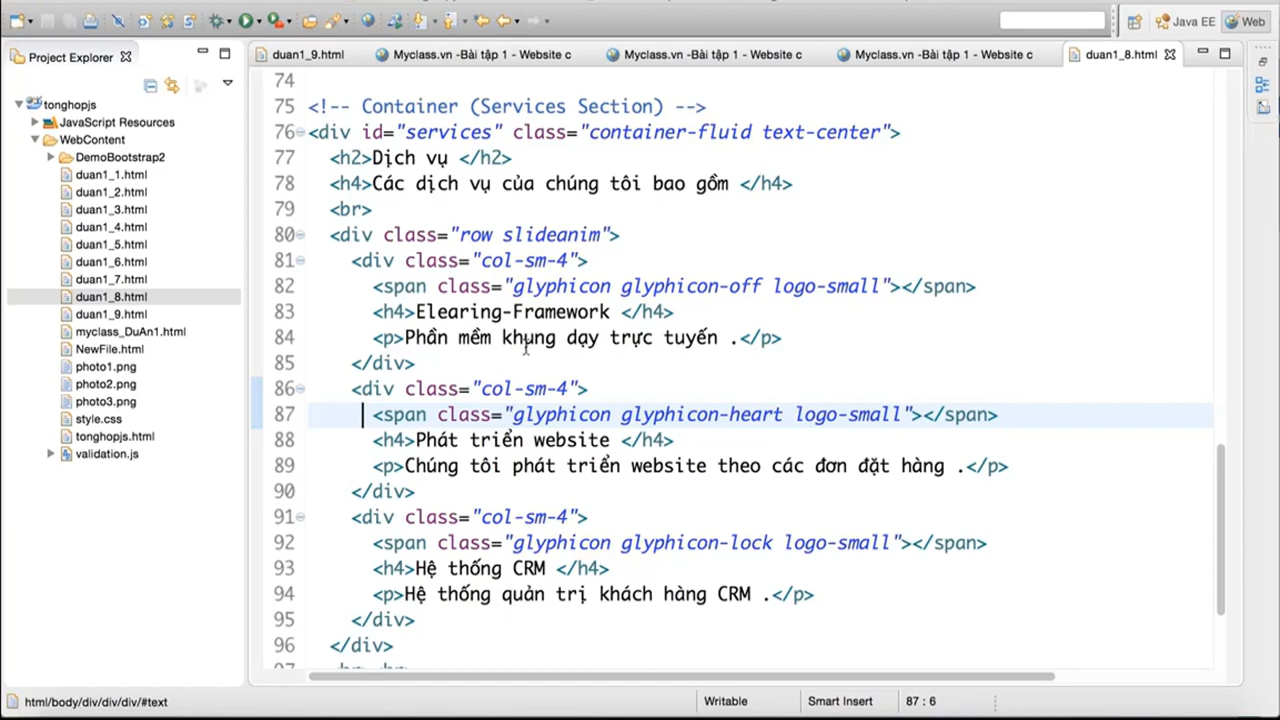 Java EE
Web
Project Explorer
duan1_9.html
Myclass.vn -Bài tập 1 - Website c
Myclass.vn -Bài tập 1 - Website c
Myclass.vn -Bài tập 1 - Website c
duan1_8.html
tonghopjs
JavaScript Resources
WebContent
DemoBootstrap2
duan1_1.html
duan1_2.html
duan1_3.html
duan1_4.html
duan1_5.html
duan1_6.html
duan1_7.html
duan1_8.html
duan1_9.html
myclass_DuAn1.html
NewFile.html
photo1.png
photo2.png
photo3.png
style.css
tonghopjs.html
validation.js
74
75 <!-- Container (Services Section) -->
76 <div id="services" class="container-fluid text-center">
77 <h2>Dịch vụ </h2>
78 <h4>Các dịch vụ của chúng tôi bao gồm </h4>
79 <br>
80 <div class="row slideanim">
81 <div class="col-sm-4">
82 <span class="glyphicon glyphicon-off logo-small"></span>
83 <h4>Elearing-Framework </h4>
84 <p>Phần mềm khung dạy trực tuyến .</p>
85 </div>
86 <div class="col-sm-4">
87 <span class="glyphicon glyphicon-heart logo-small"></span>
88 <h4>Phát triển website </h4>
89 <p>Chúng tôi phát triển website theo các đơn đặt hàng .</p>
90 </div>
91 <div class="col-sm-4">
92 <span class="glyphicon glyphicon-lock logo-small"></span>
93 <h4>Hệ thống CRM </h4>
94 <p>Hệ thống quản trị khách hàng CRM .</p>
95 </div>
96 </div>
html/body/div/div/div/#text
Writable
Smart Insert
87 : 6